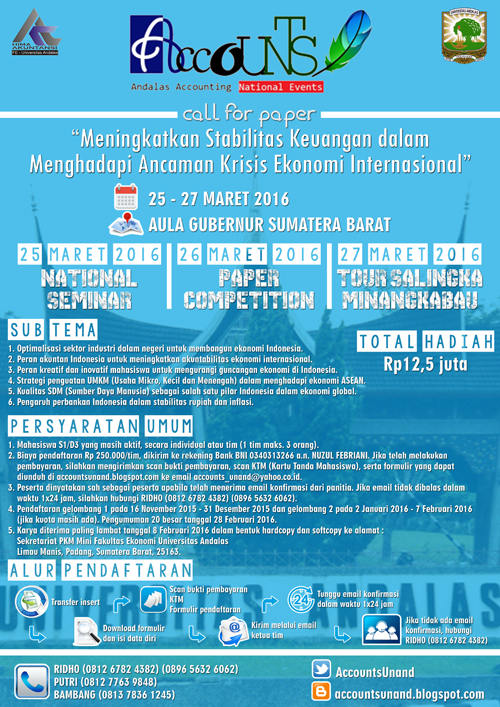 HIMA AKUNTANSI
FE - Universitas Andalas
AccoUNTS
Andalas Accounting National Events
UNIVERSITAS ANDALAS
call for paper
“Meningkatkan Stabilitas Keuangan dalam
Menghadapi Ancaman Krisis Ekonomi Internasional”
25 - 27 MARET 2016
AULA GUBERNUR SUMATERA BARAT
25 MARET 2016
NATIONAL
SEMINAR
26 MARET 2016
PAPER
COMPETITION
27 MARET 2016
TOUR SALINGKA
MINANGKABAU
SUB TEMA
1. Optimalisasi sektor industri dalam negeri untuk membangun ekonomi Indonesia.
2. Peran akuntan Indonesia untuk meningkatkan akuntabilitas ekonomi internasional.
3. Peran kreatif dan inovatif mahasiswa untuk mengurangi guncangan ekonomi di Indonesia.
4. Strategi penguatan UMKM (Usaha Mikro, Kecil dan Menengah) dalam menghadapi ekonomi ASEAN.
5. Kualitas SDM (Sumber Daya Manusia) sebagai salah satu pilar Indonesia dalam ekonomi global.
6. Pengaruh perbankan Indonesia dalam stabilitas rupiah dan inflasi.
TOTAL HADIAH
Rp12,5 juta
PERSYARATAN UMUM
1. Mahasiswa S1/D3 yang masih aktif, secara individual atau tim (1 tim maks. 3 orang).
2. Biaya pendaftaran Rp 250.000/tim, dikirim ke rekening Bank BNI 0340313266 a.n. NUZUL FEBRIANI. Jika telah melakukan
pembayaran, silahkan mengirimkan scan bukti pembayaran, scan KTM (Kartu Tanda Mahasiswa), serta formulir yang dapat
diunduh di accountsunand.blogspot.com ke email accounts_unand@yahoo.co.id.
3. Peserta dinyatakan sah sebagai peserta apabila telah menerima email konfirmasi dari panitia. Jika email tidak dibalas dalam
waktu 1x24 jam, silahkan hubungi RIDHO (0812 6782 4382) (0896 5632 6062).
4. Pendaftaran gelombang 1 pada 16 November 2015 - 31 Desember 2015 dan gelombang 2 pada 2 Januari 2016 - 7 Februari 2016
(jika kuota masih ada). Pengumuman 20 besar tanggal 28 Februari 2016.
5. Karya diterima paling lambat tanggal 8 Februari 2016 dalam bentuk hardcopy dan softcopy ke alamat :
Sekretariat PKM Mini Fakultas Ekonomi Universitas Andalas
Limau Manis, Padang, Sumatera Barat, 25163.
ALUR PENDAFTARAN
Transfer insert
Scan bukti pembayaran
KTM
Formulir pendaftaran
24
Tunggu email konfirmasi
dalam waktu 1x24 jam
Download formulir
dan isi data diri
Kirim melaloi email
ketua tim
Jika tidak ada email
konfirmasi, hubungi
RIDHO (0812 6782 4382)
UNIVERSITAS ANDALAS
RIDHO (0812 6782 4382) (0896 5632 6062)
PUTRI (0812 7763 9848)
BAMBANG (0813 7836 1245)
AccountsUnand
accountsunand.blogspot.com